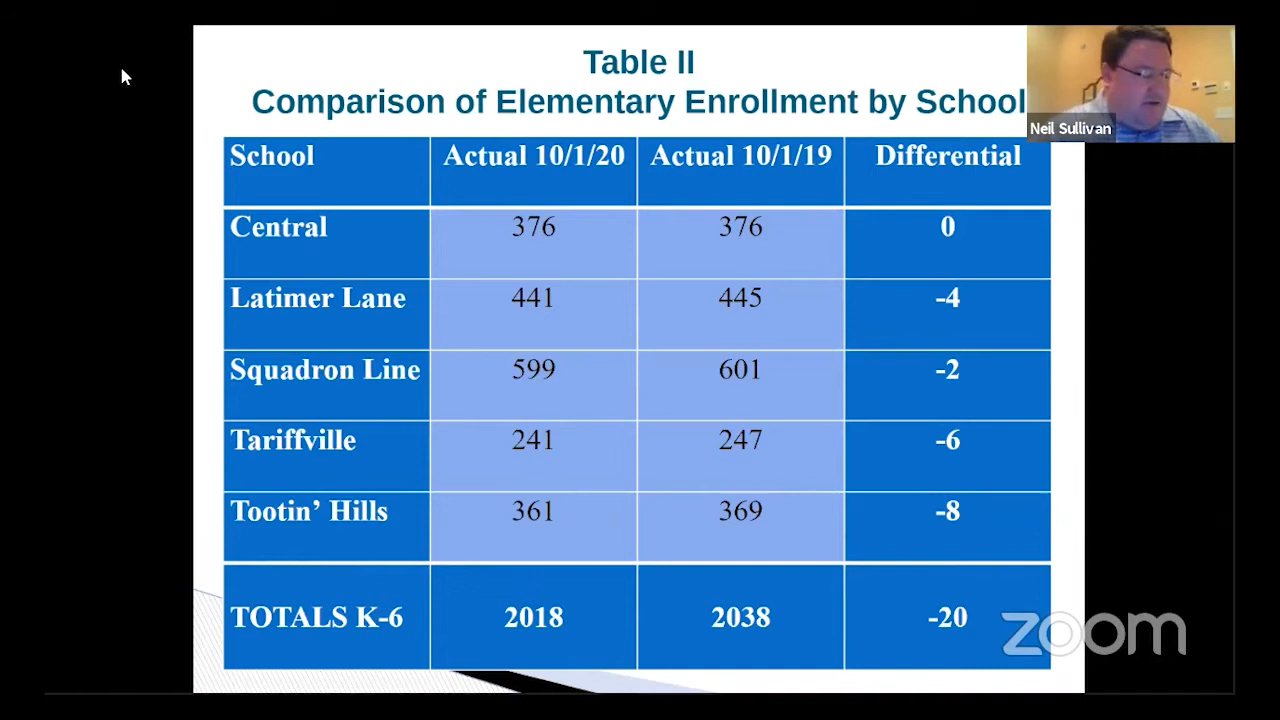 Table II
Comparison of Elementary Enrollment by School
Neil Sullivan
School Actual 10/1/20 Actual 10/1/19 Differential
Central 376 376 0
Latimer Lane 441 445 -4
Squadron Line 599 601 -2
Tariffville 241 247 -6
Tootin’ Hills 361 369 -8
TOTALS K-6 2018 2038 -20
zoom